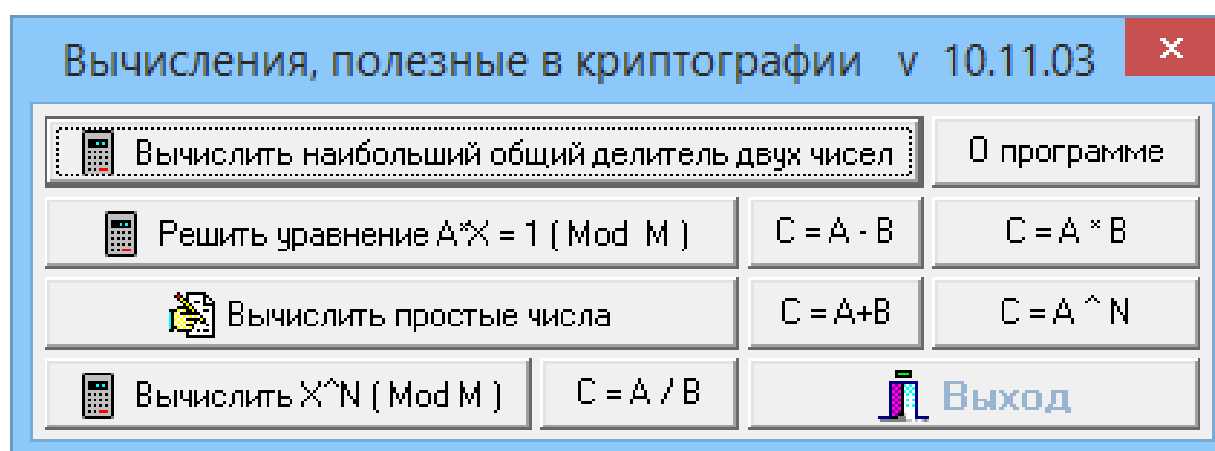 Вычисления, полезные в криптографии v 10.11.03
Вычислить наибольший общий делитель двух чисел О программе
Решить уравнение A*X = 1 ( Mod M ) C = A - B C = A * B
Вычислить простые числа C = A+B C = A ^ N
Вычислить X^N ( Mod M ) C = A / B Выход